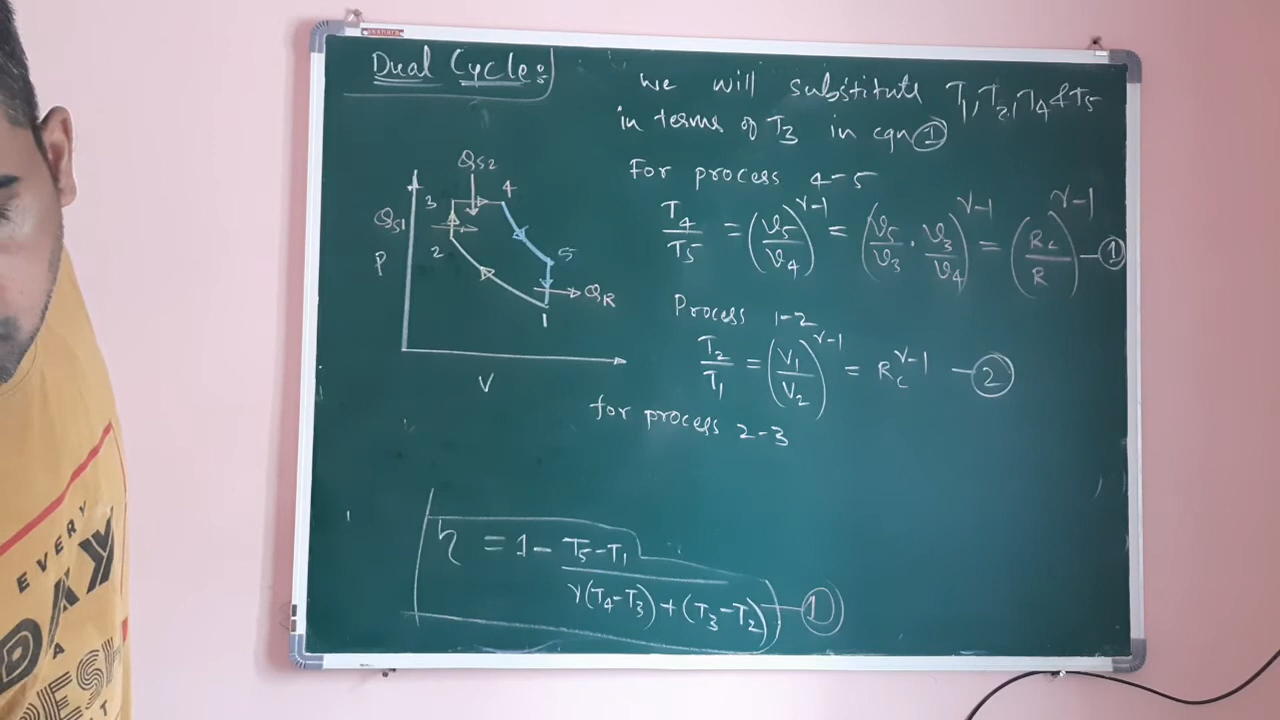 Dual Cycle:
we will substitute T₁, T₂, T₄ & T₅
in terms of T₃ in eqn ①
For process 4-5
T₄/T₅ = (v₅/v₄)^γ-1 = (v₅/v₃ · v₃/v₄)^γ-1 = (Rc/R)^γ-1 — ①
Process 1-2
T₂/T₁ = (V₁/V₂)^γ-1 = Rc^γ-1 — ②
for process 2-3
QS2
3 4
QS1
P 2 5
QR
1
V
η = 1 - (T₅-T₁)/(γ(T₄-T₃)+(T₃-T₂)) — ①
EVERY
DAY
A